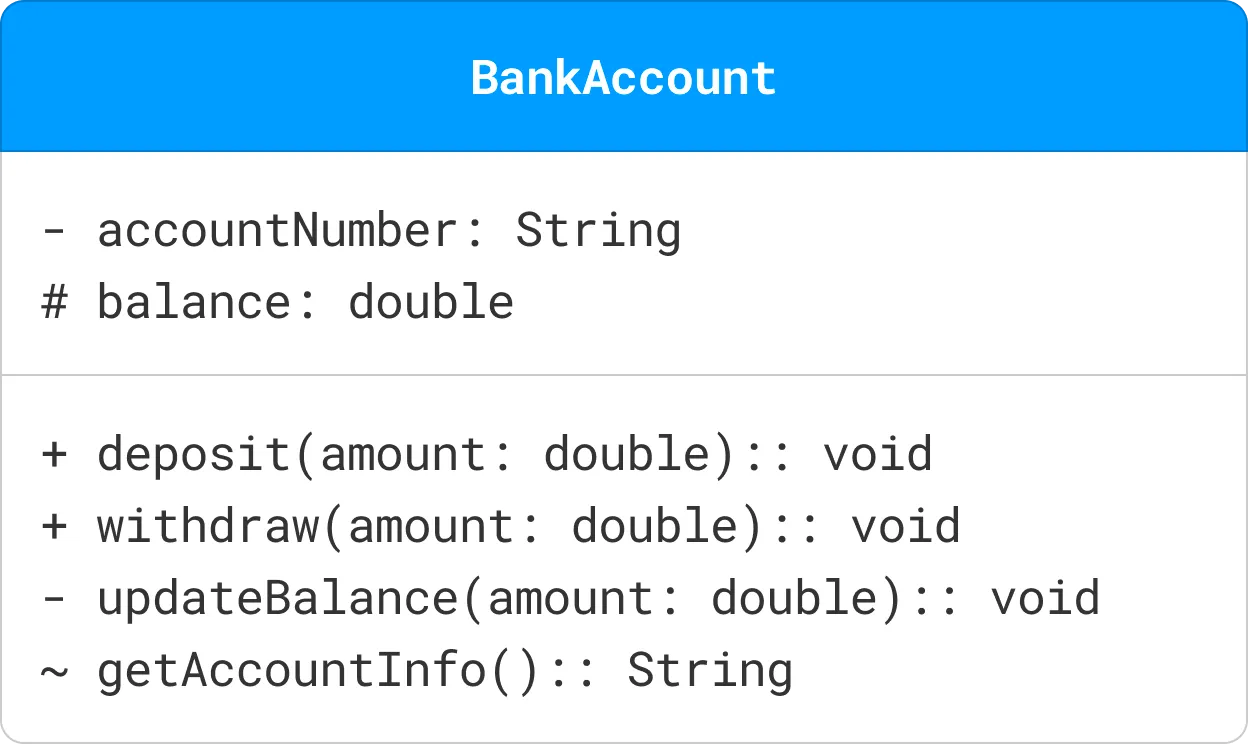 BankAccount
- accountNumber: String
# balance: double
+ deposit(amount: double):: void
+ withdraw(amount: double):: void
- updateBalance(amount: double):: void
~ getAccountInfo():: String